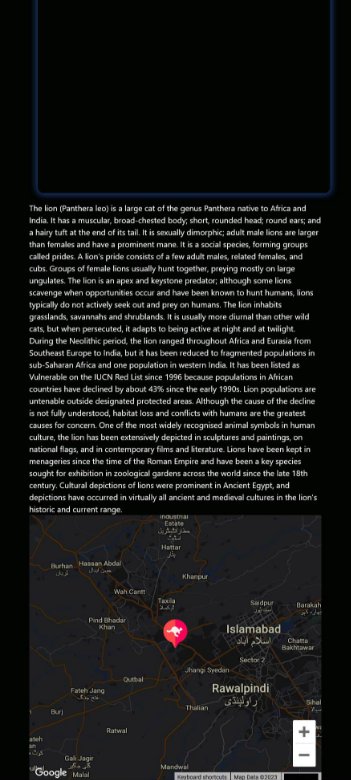 The lion (Panthera leo) is a large cat of the genus Panthera native to Africa and
India. It has a muscular, broad-chested body; short, rounded head; round ears; and
a hairy tuft at the end of its tail. It is sexually dimorphic; adult male lions are larger
than females and have a prominent mane. It is a social species, forming groups
called prides. A lion's pride consists of a few adult males, related females, and
cubs. Groups of female lions usually hunt together, preying mostly on large
ungulates. The lion is an apex and keystone predator; although some lions
scavenge when opportunities occur and have been known to hunt humans, lions
typically do not actively seek out and prey on humans. The lion inhabits
grasslands, savannahs and shrublands. It is usually more diurnal than other wild
cats, but when persecuted, it adapts to being active at night and at twilight.
During the Neolithic period, the lion ranged throughout Africa and Eurasia from
Southeast Europe to India, but it has been reduced to fragmented populations in
sub-Saharan Africa and one population in western India. It has been listed as
Vulnerable on the IUCN Red List since 1996 because populations in African
countries have declined by about 43% since the early 1990s. Lion populations are
untenable outside designated protected areas. Although the cause of the decline
is not fully understood, habitat loss and conflicts with humans are the greatest
causes for concern. One of the most widely recognised animal symbols in human
culture, the lion has been extensively depicted in sculptures and paintings, on
national flags, and in contemporary films and literature. Lions have been kept in
menageries since the time of the Roman Empire and have been a key species
sought for exhibition in zoological gardens across the world since the late 18th
century. Cultural depictions of lions were prominent in Ancient Egypt, and
depictions have occurred in virtually all ancient and medieval cultures in the lion's
historic and current range.
Industrial
Estate
Hattar
ہٹار
Burhan
Hassan Abdal
حسن ابدال
Khanpur
Wah Cantt
Taxila
ٹیکسلا
Pind Bhadar
Khan
Saidpur
Barakah
Islamabad
اسلام آباد
Chatta
Bakhtawar
Sector 2
Jhangi Syedan
Qutbal
Rawalpindi
راولپنڈی
Fateh Jang
فتح جنگ
Thalian
Burj
Ratwal
Gali Jagir
Malal
Mandwal
Google
Keyboard shortcuts
Map Data ©2023